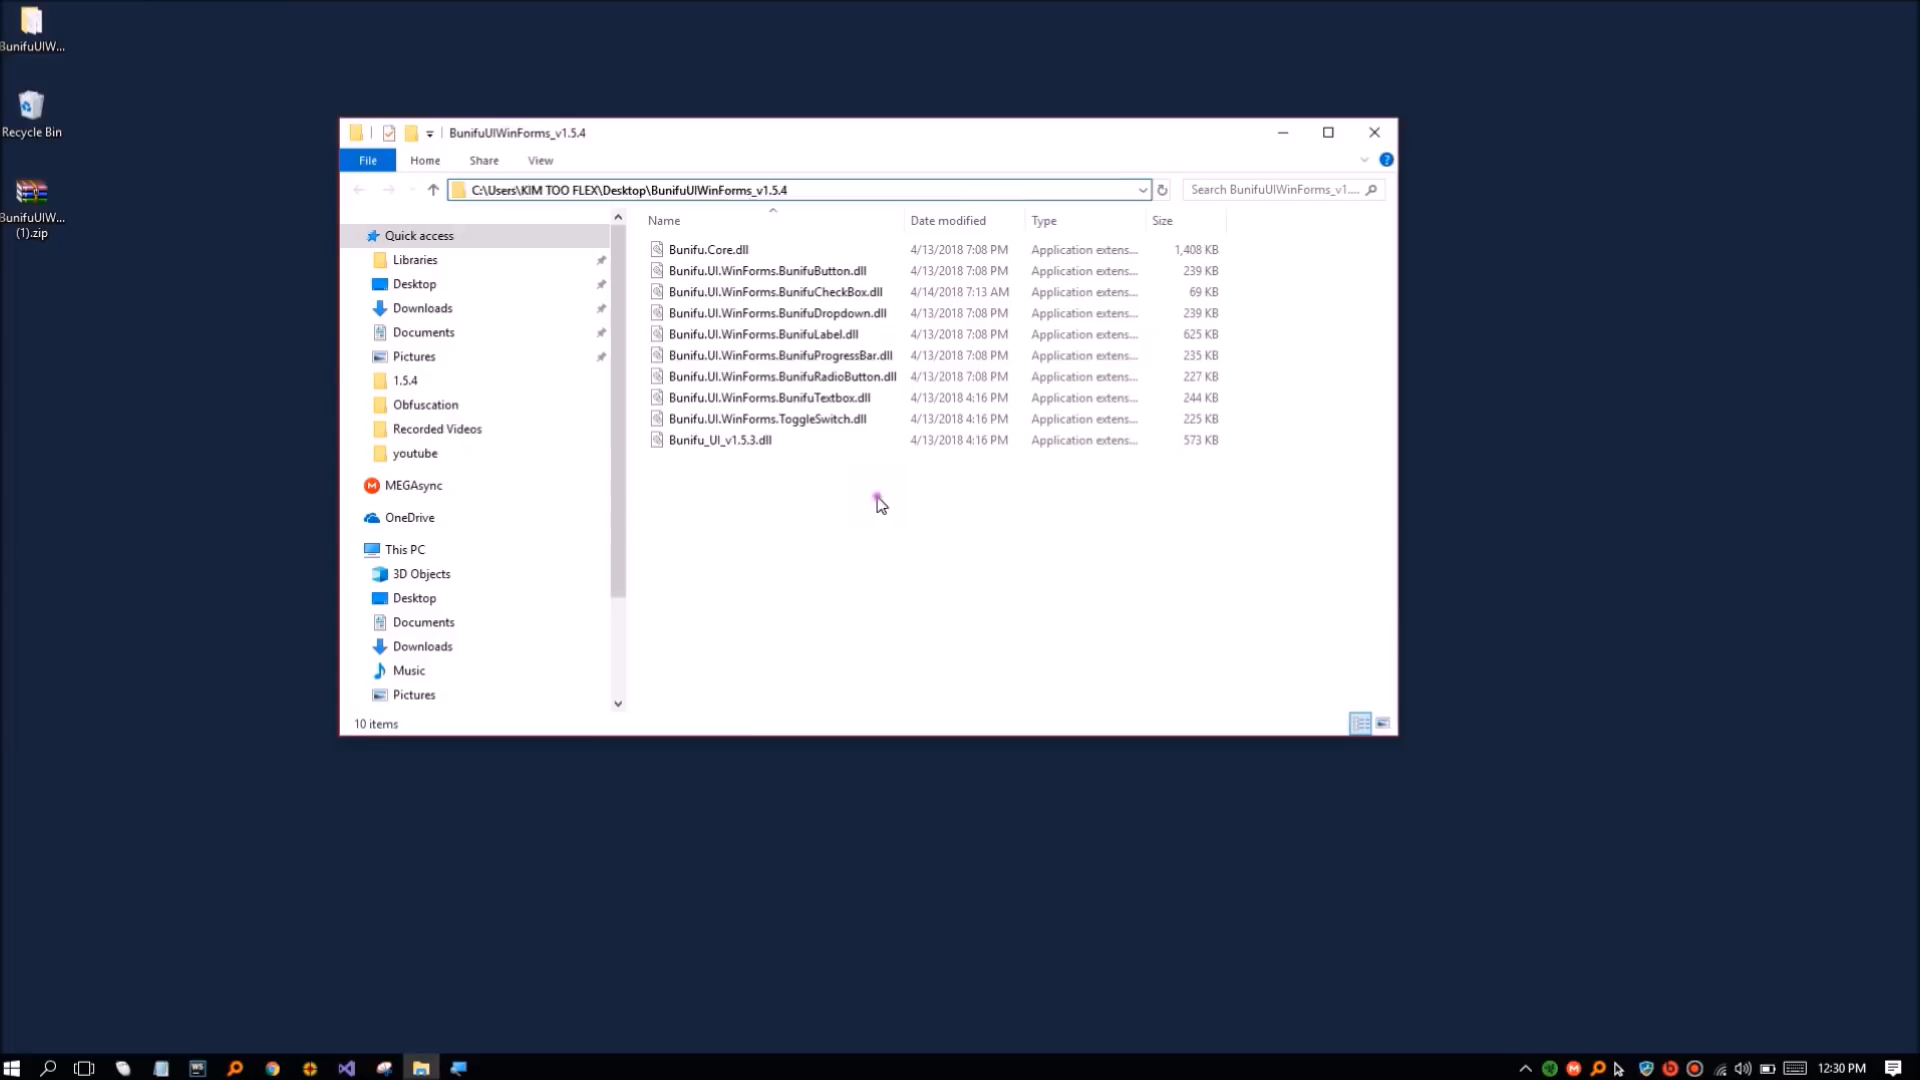 BunifuUIW...
Recycle Bin
BunifuUIW...
(1).zip
BunifuUIWinForms_v1.5.4
File Home Share View
C:\Users\KIM TOO FLEX\Desktop\BunifuUIWinForms_v1.5.4
Search BunifuUIWinForms_v1....
Quick access
Libraries
Desktop
Downloads
Documents
Pictures
1.5.4
Obfuscation
Recorded Videos
youtube
MEGAsync
OneDrive
This PC
3D Objects
Desktop
Documents
Downloads
Music
Pictures
Name Date modified Type Size
Bunifu.Core.dll 4/13/2018 7:08 PM Application extens... 1,408 KB
Bunifu.UI.WinForms.BunifuButton.dll 4/13/2018 7:08 PM Application extens... 239 KB
Bunifu.UI.WinForms.BunifuCheckBox.dll 4/14/2018 7:13 AM Application extens... 69 KB
Bunifu.UI.WinForms.BunifuDropdown.dll 4/13/2018 7:08 PM Application extens... 239 KB
Bunifu.UI.WinForms.BunifuLabel.dll 4/13/2018 7:08 PM Application extens... 625 KB
Bunifu.UI.WinForms.BunifuProgressBar.dll 4/13/2018 7:08 PM Application extens... 235 KB
Bunifu.UI.WinForms.BunifuRadioButton.dll 4/13/2018 7:08 PM Application extens... 227 KB
Bunifu.UI.WinForms.BunifuTextbox.dll 4/13/2018 4:16 PM Application extens... 244 KB
Bunifu.UI.WinForms.ToggleSwitch.dll 4/13/2018 4:16 PM Application extens... 225 KB
Bunifu_UI_v1.5.3.dll 4/13/2018 4:16 PM Application extens... 573 KB
10 items
12:30 PM